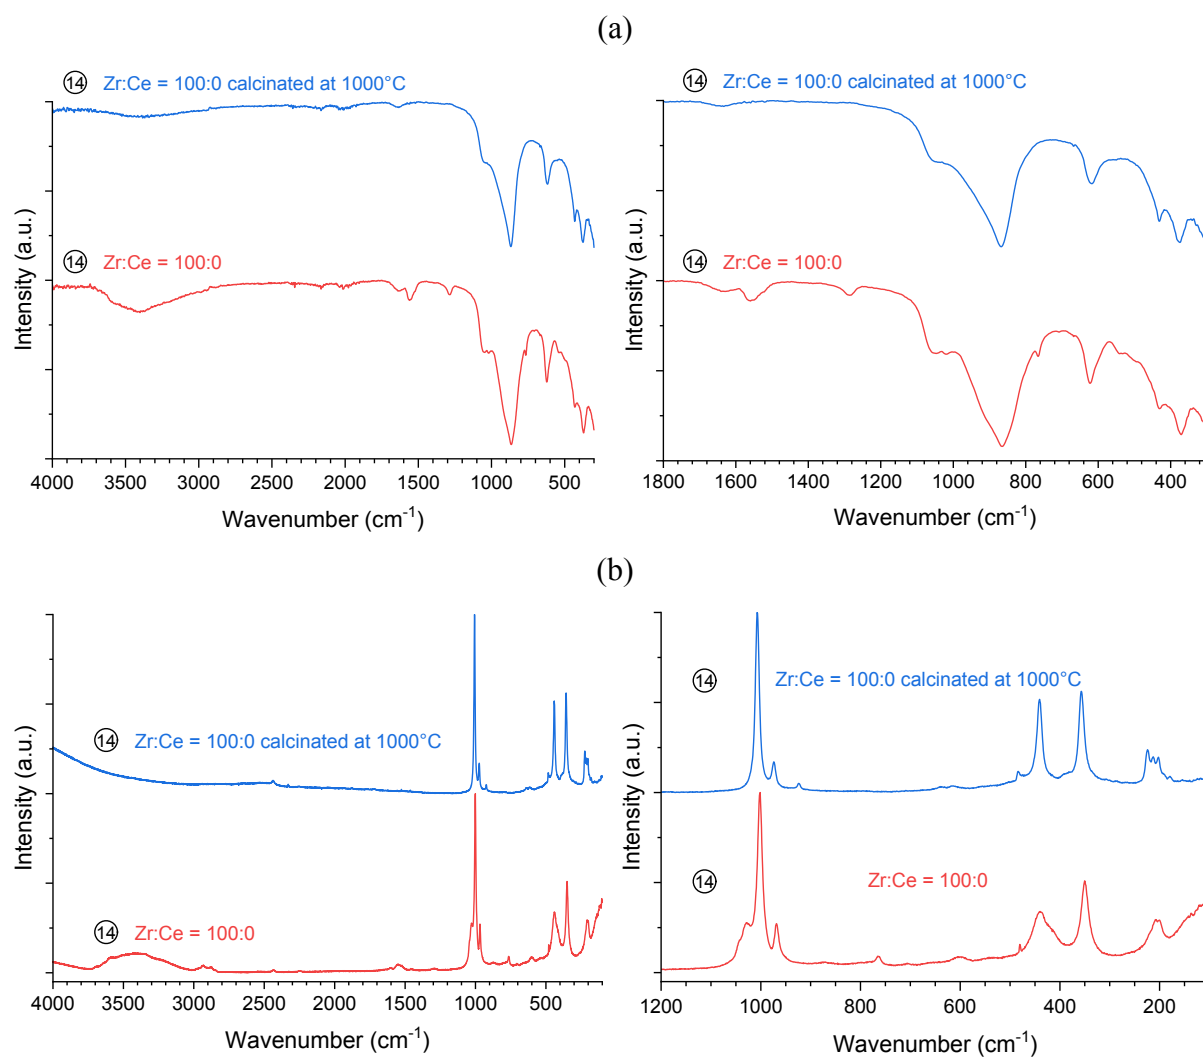 (a)
14 Zr:Ce = 100:0 calcinated at 1000°C
14 Zr:Ce = 100:0
Intensity (a.u.)
4000 3500 3000 2500 2000 1500 1000 500
Wavenumber (cm-1)
14 Zr:Ce = 100:0 calcinated at 1000°C
14 Zr:Ce = 100:0
Intensity (a.u.)
1800 1600 1400 1200 1000 800 600 400
Wavenumber (cm-1)
(b)
14 Zr:Ce = 100:0 calcinated at 1000°C
14 Zr:Ce = 100:0
Intensity (a.u.)
4000 3500 3000 2500 2000 1500 1000 500
Wavenumber (cm-1)
14 Zr:Ce = 100:0 calcinated at 1000°C
14 Zr:Ce = 100:0
Intensity (a.u.)
1200 1000 800 600 400 200
Wavenumber (cm-1)